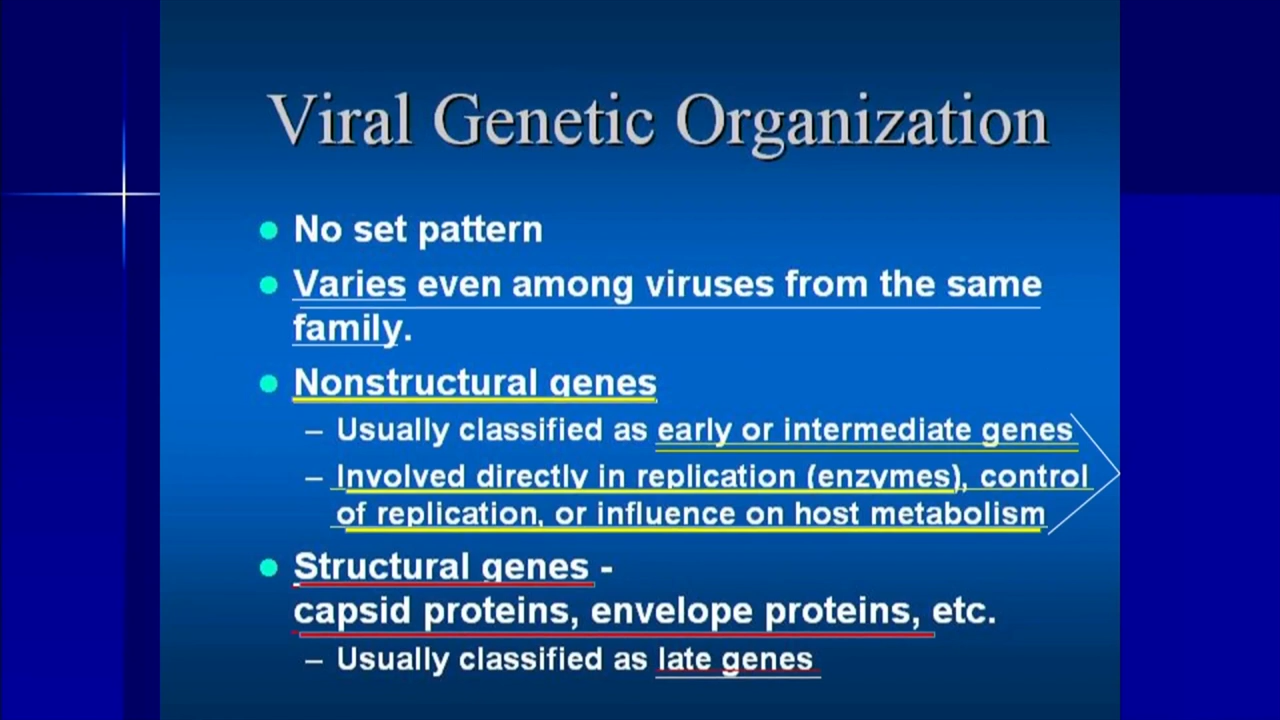 Viral Genetic Organization
No set pattern
Varies even among viruses from the same
family.
Nonstructural genes
– Usually classified as early or intermediate genes
– Involved directly in replication (enzymes), control
of replication, or influence on host metabolism
Structural genes -
capsid proteins, envelope proteins, etc.
– Usually classified as late genes